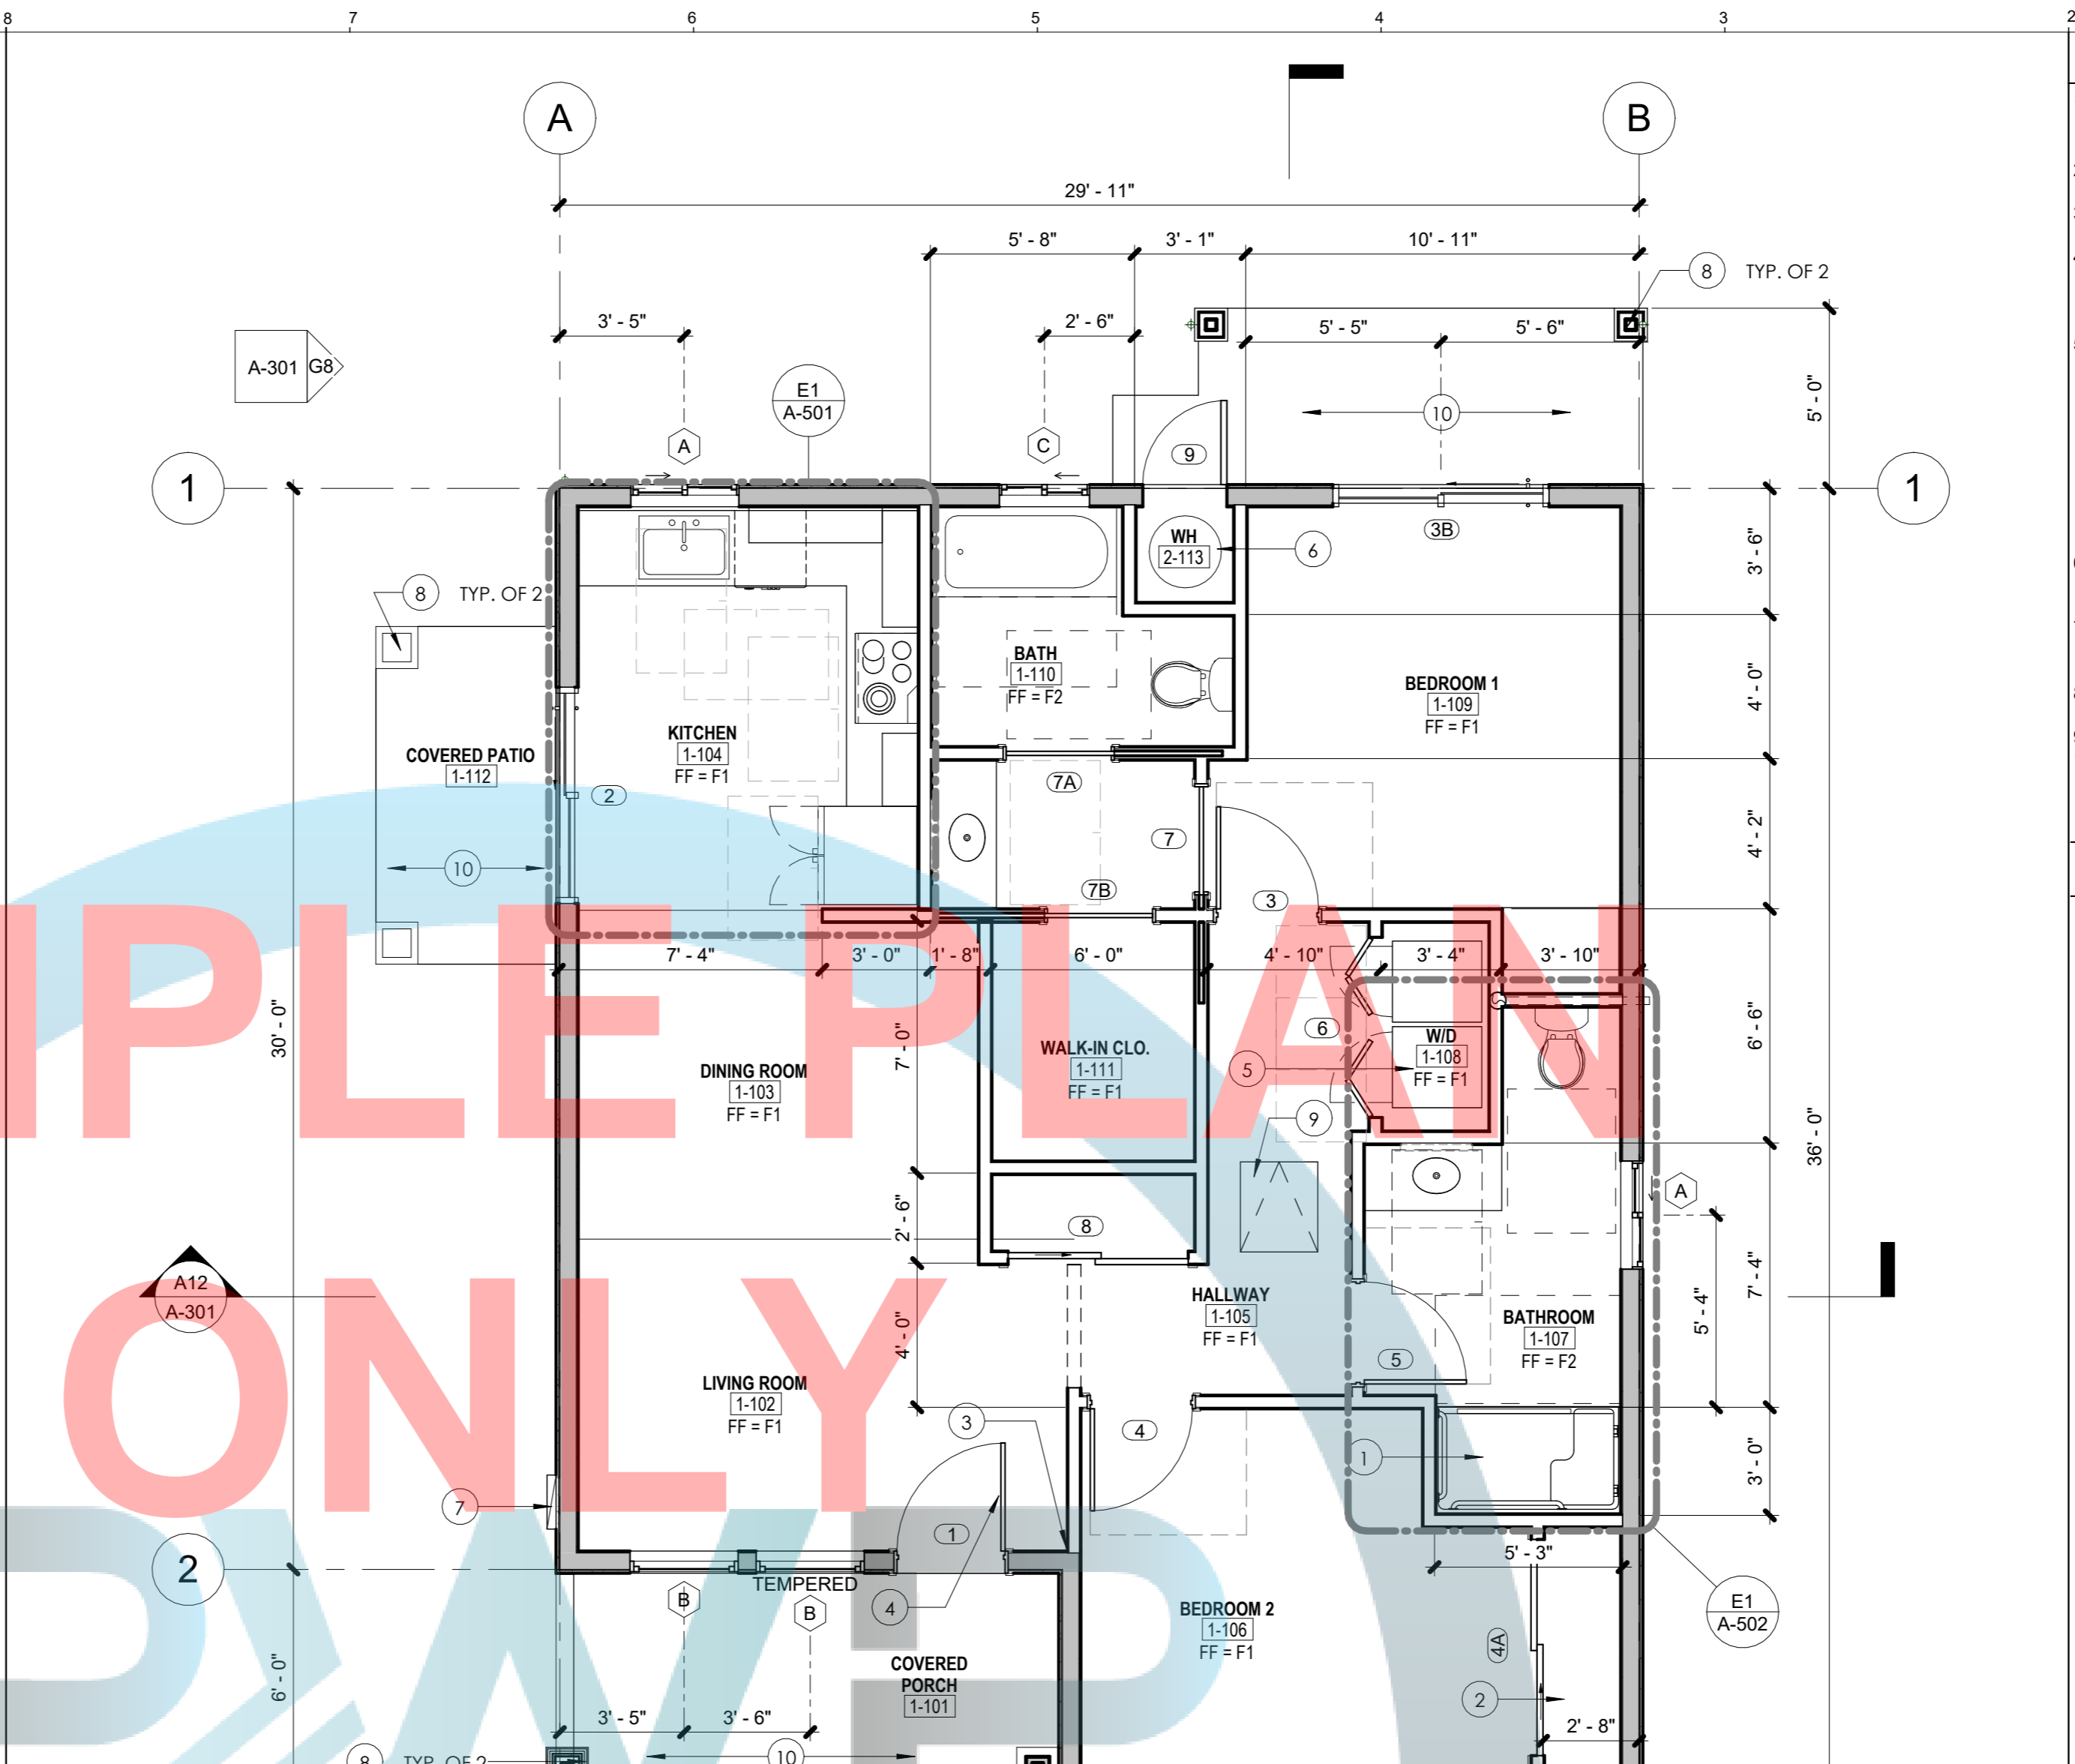 8 7 6 5 4 3 2
A B
29' - 11"
5' - 8" 3' - 1" 10' - 11"
8 TYP. OF 2
3' - 5" 2' - 6" 5' - 5" 5' - 6"
A-301 G8
E1
A-501
5' - 0"
10
A C 9
1 1
3B
WH
2-113
6
3' - 6"
8 TYP. OF 2
BATH
1-110
FF = F2
BEDROOM 1
1-109
FF = F1
4' - 0"
KITCHEN
1-104
FF = F1
COVERED PATIO
1-112
2
7A
7
4' - 2"
10
7B
3
7' - 4" 3' - 0" 1' - 8" 6' - 0" 4' - 10" 3' - 4" 3' - 10"
30' - 0"
7' - 0"
6
6' - 6"
W/D
1-108
FF = F1
WALK-IN CLO.
1-111
FF = F1
5
DINING ROOM
1-103
FF = F1
9
36' - 0"
IPLE PLAN
A
2' - 6"
8
A12
A-301
HALLWAY
1-105
FF = F1
7' - 4"
5' - 4"
BATHROOM
1-107
FF = F2
4' - 0"
5
LIVING ROOM
1-102
FF = F1
3
4
1
3' - 0"
ONLY
7
1
2
5' - 3"
TEMPERED
B
B
4
E1
A-502
BEDROOM 2
1-106
FF = F1
4A
COVERED
PORCH
1-101
6' - 0"
2
3' - 5" 3' - 6"
2' - 8"
8 TYP. OF 2
10
PWP